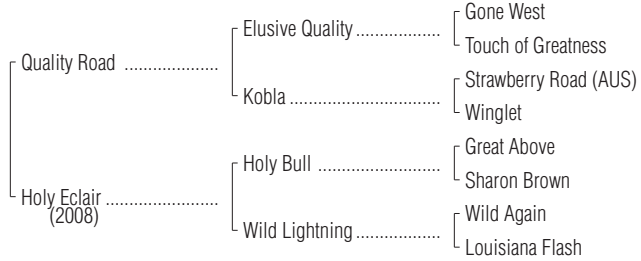 Gone West
Elusive Quality ..................
Touch of Greatness
Quality Road ....................
Strawberry Road (AUS)
Kobla ................................
Winglet
Great Above
Holy Bull ..........................
Sharon Brown
Holy Eclair ........................
(2008)
Wild Again
Wild Lightning ..................
Louisiana Flash